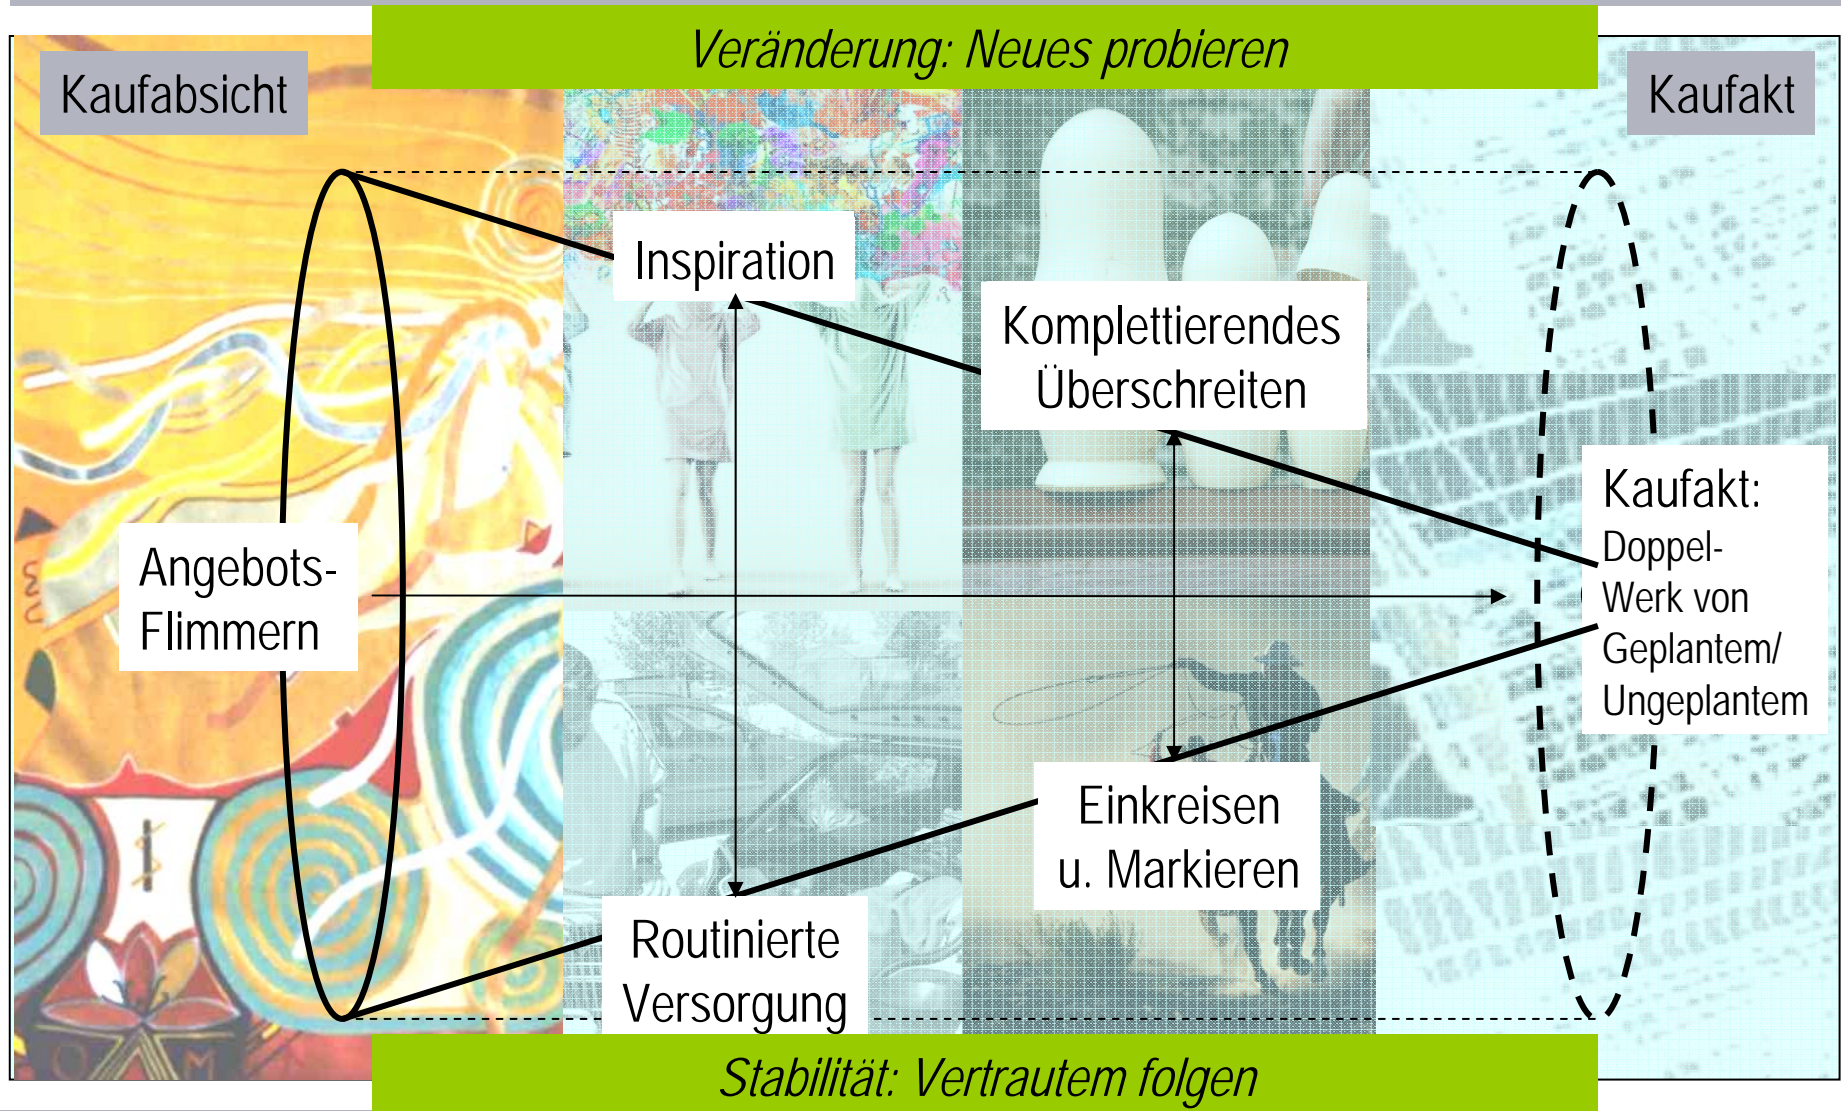 Veränderung: Neues probieren
Kaufabsicht
Kaufakt
Inspiration
Komplettierendes
Überschreiten
Angebots-
Flimmern
Kaufakt:
Doppel-
Werk von
Geplantem/
Ungeplantem
Einkreisen
u. Markieren
Routinierte
Versorgung
O M
Stabilität: Vertrautem folgen